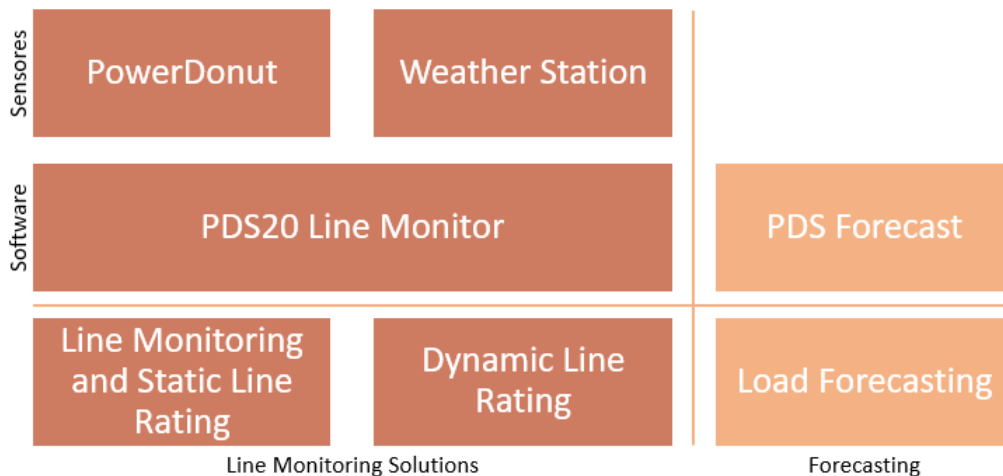 Sensores
PowerDonut
Weather Station
Software
PDS20 Line Monitor
PDS Forecast
Line Monitoring
and Static Line
Rating
Dynamic Line
Rating
Load Forecasting
Line Monitoring Solutions
Forecasting